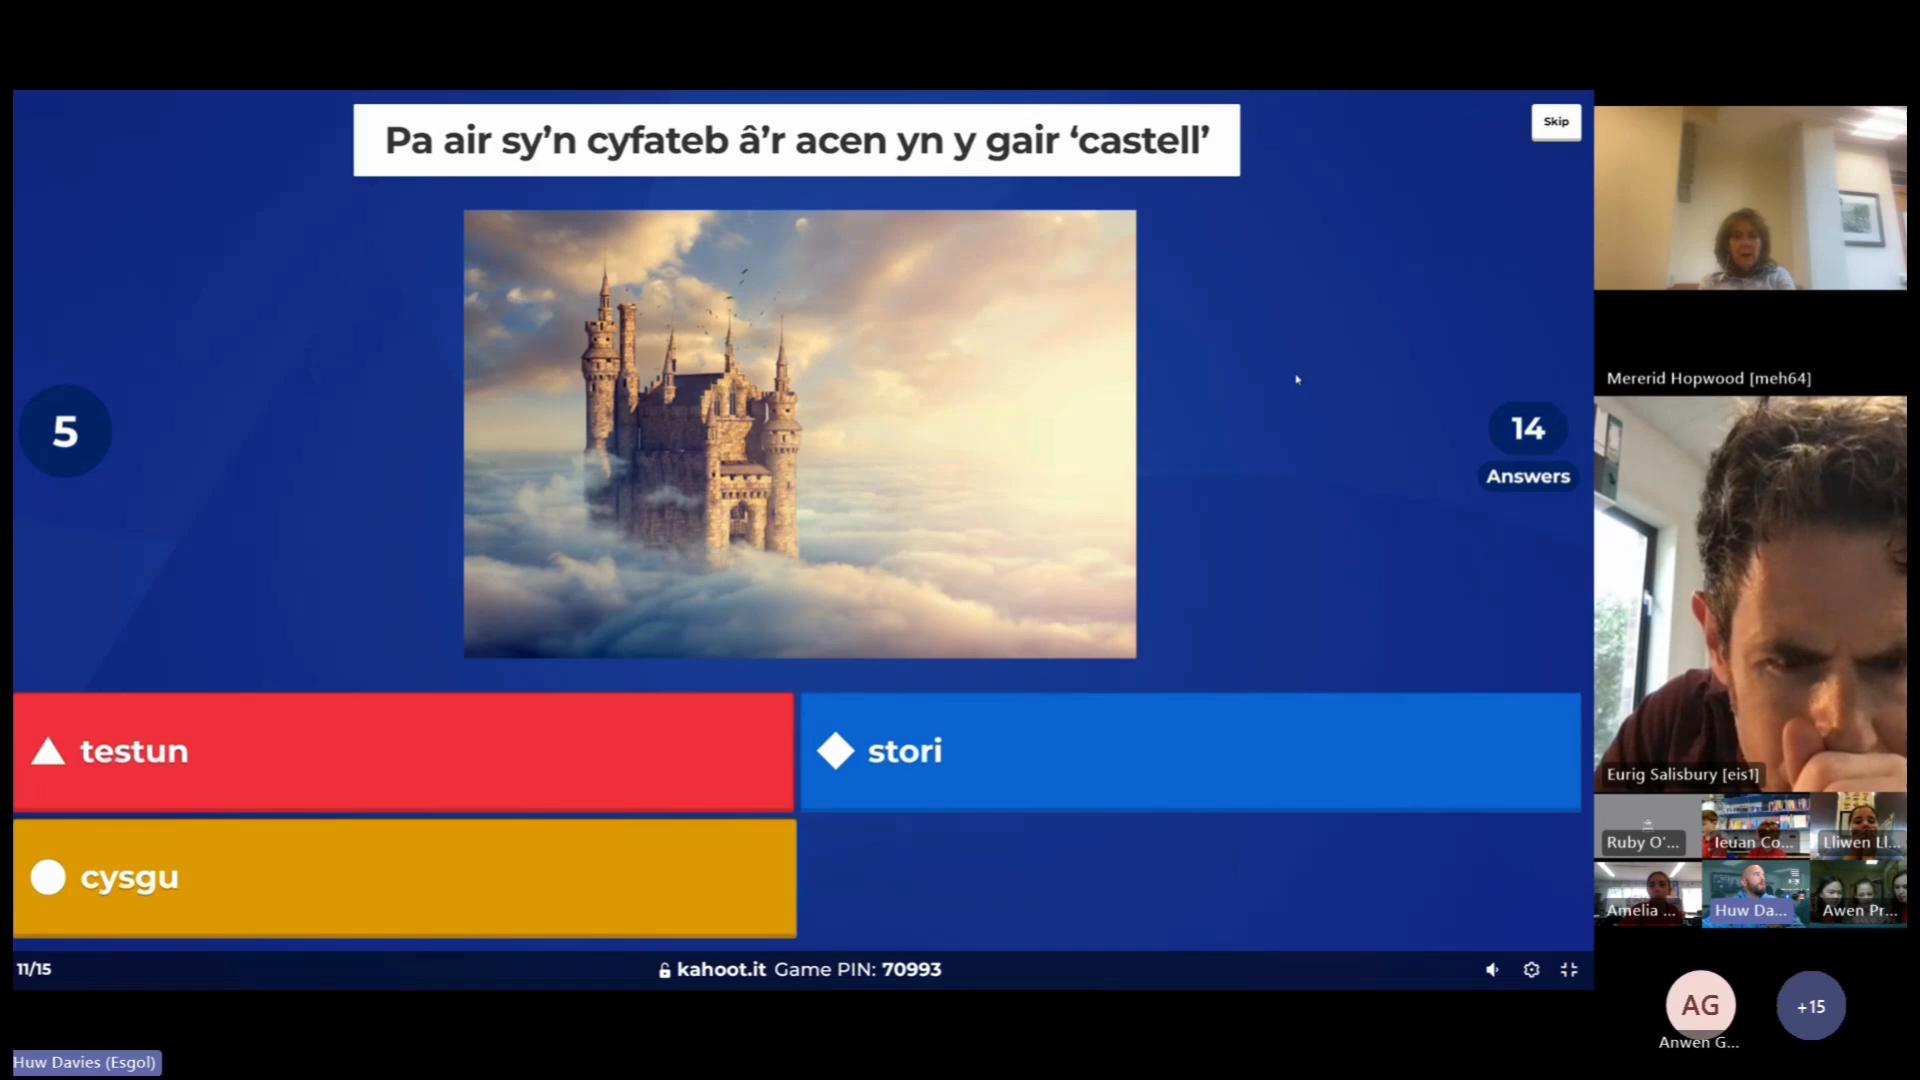 Pa air sy’n cyfateb â’r acen yn y gair ‘castell’
Skip
5
14
Answers
testun
stori
cysgu
11/15
kahoot.it Game PIN: 70993
Mererid Hopwood [meh64]
Eurig Salisbury [eis1]
Ruby O'...
Ieuan Co...
Lliwen Ll...
Amelia ...
Huw Da...
Awen Pr...
AG
+15
Anwen G...
Huw Davies (Esgol)